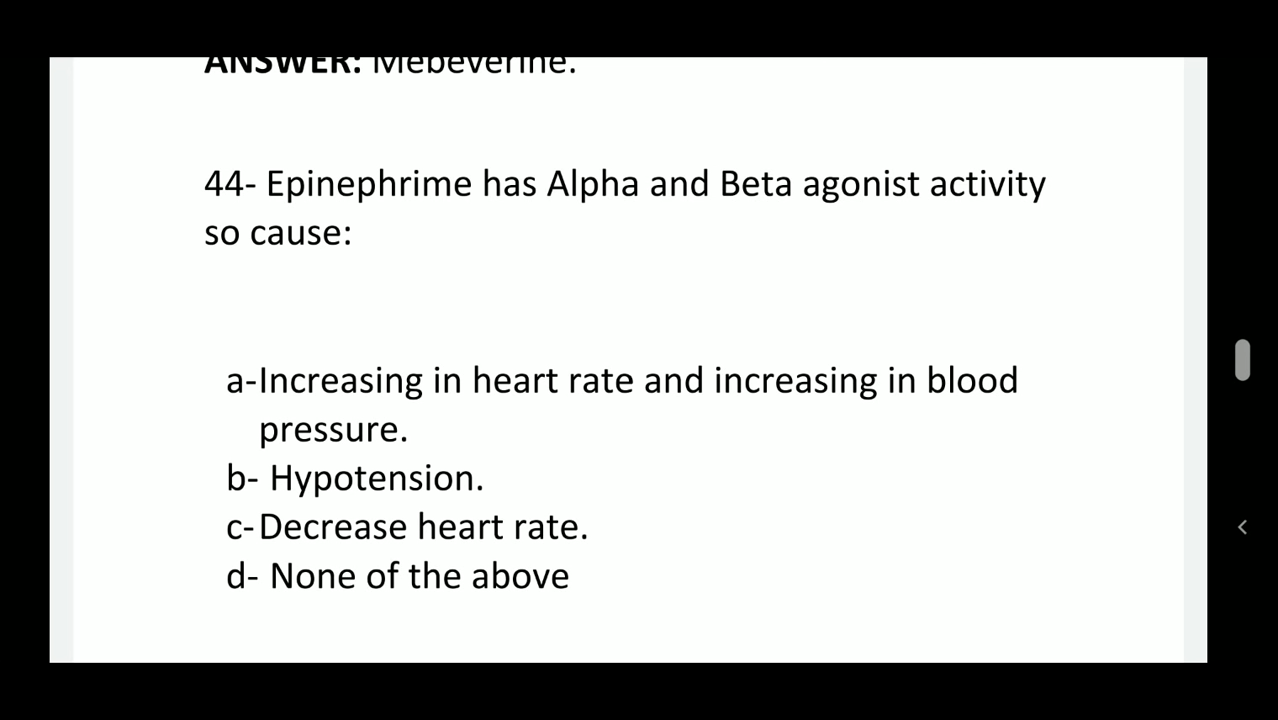 ANSWER: Mebeverine.
44- Epinephrime has Alpha and Beta agonist activity
so cause:
a-Increasing in heart rate and increasing in blood
pressure.
b- Hypotension.
c-Decrease heart rate.
d- None of the above